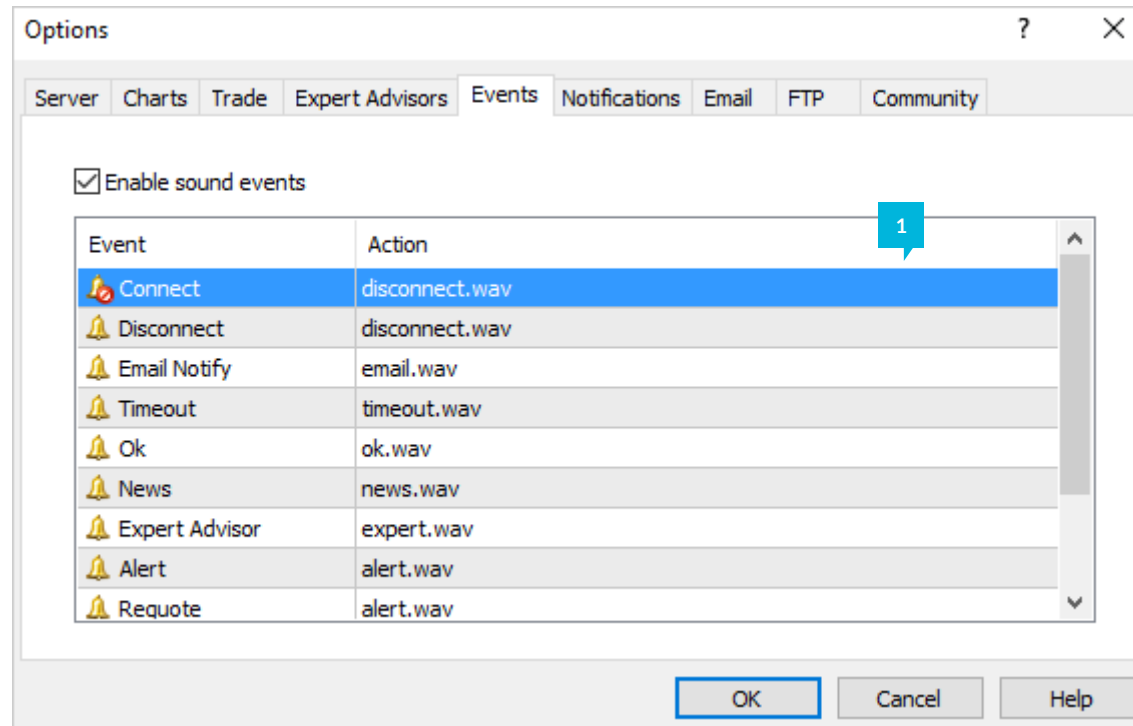 Options ?
Server Charts Trade Expert Advisors Events Notifications Email FTP Community
Enable sound events
Event Action
1
Connect disconnect.wav
Disconnect disconnect.wav
Email Notify email.wav
Timeout timeout.wav
Ok ok.wav
News news.wav
Expert Advisor expert.wav
Alert alert.wav
Requote alert.wav
OK Cancel Help